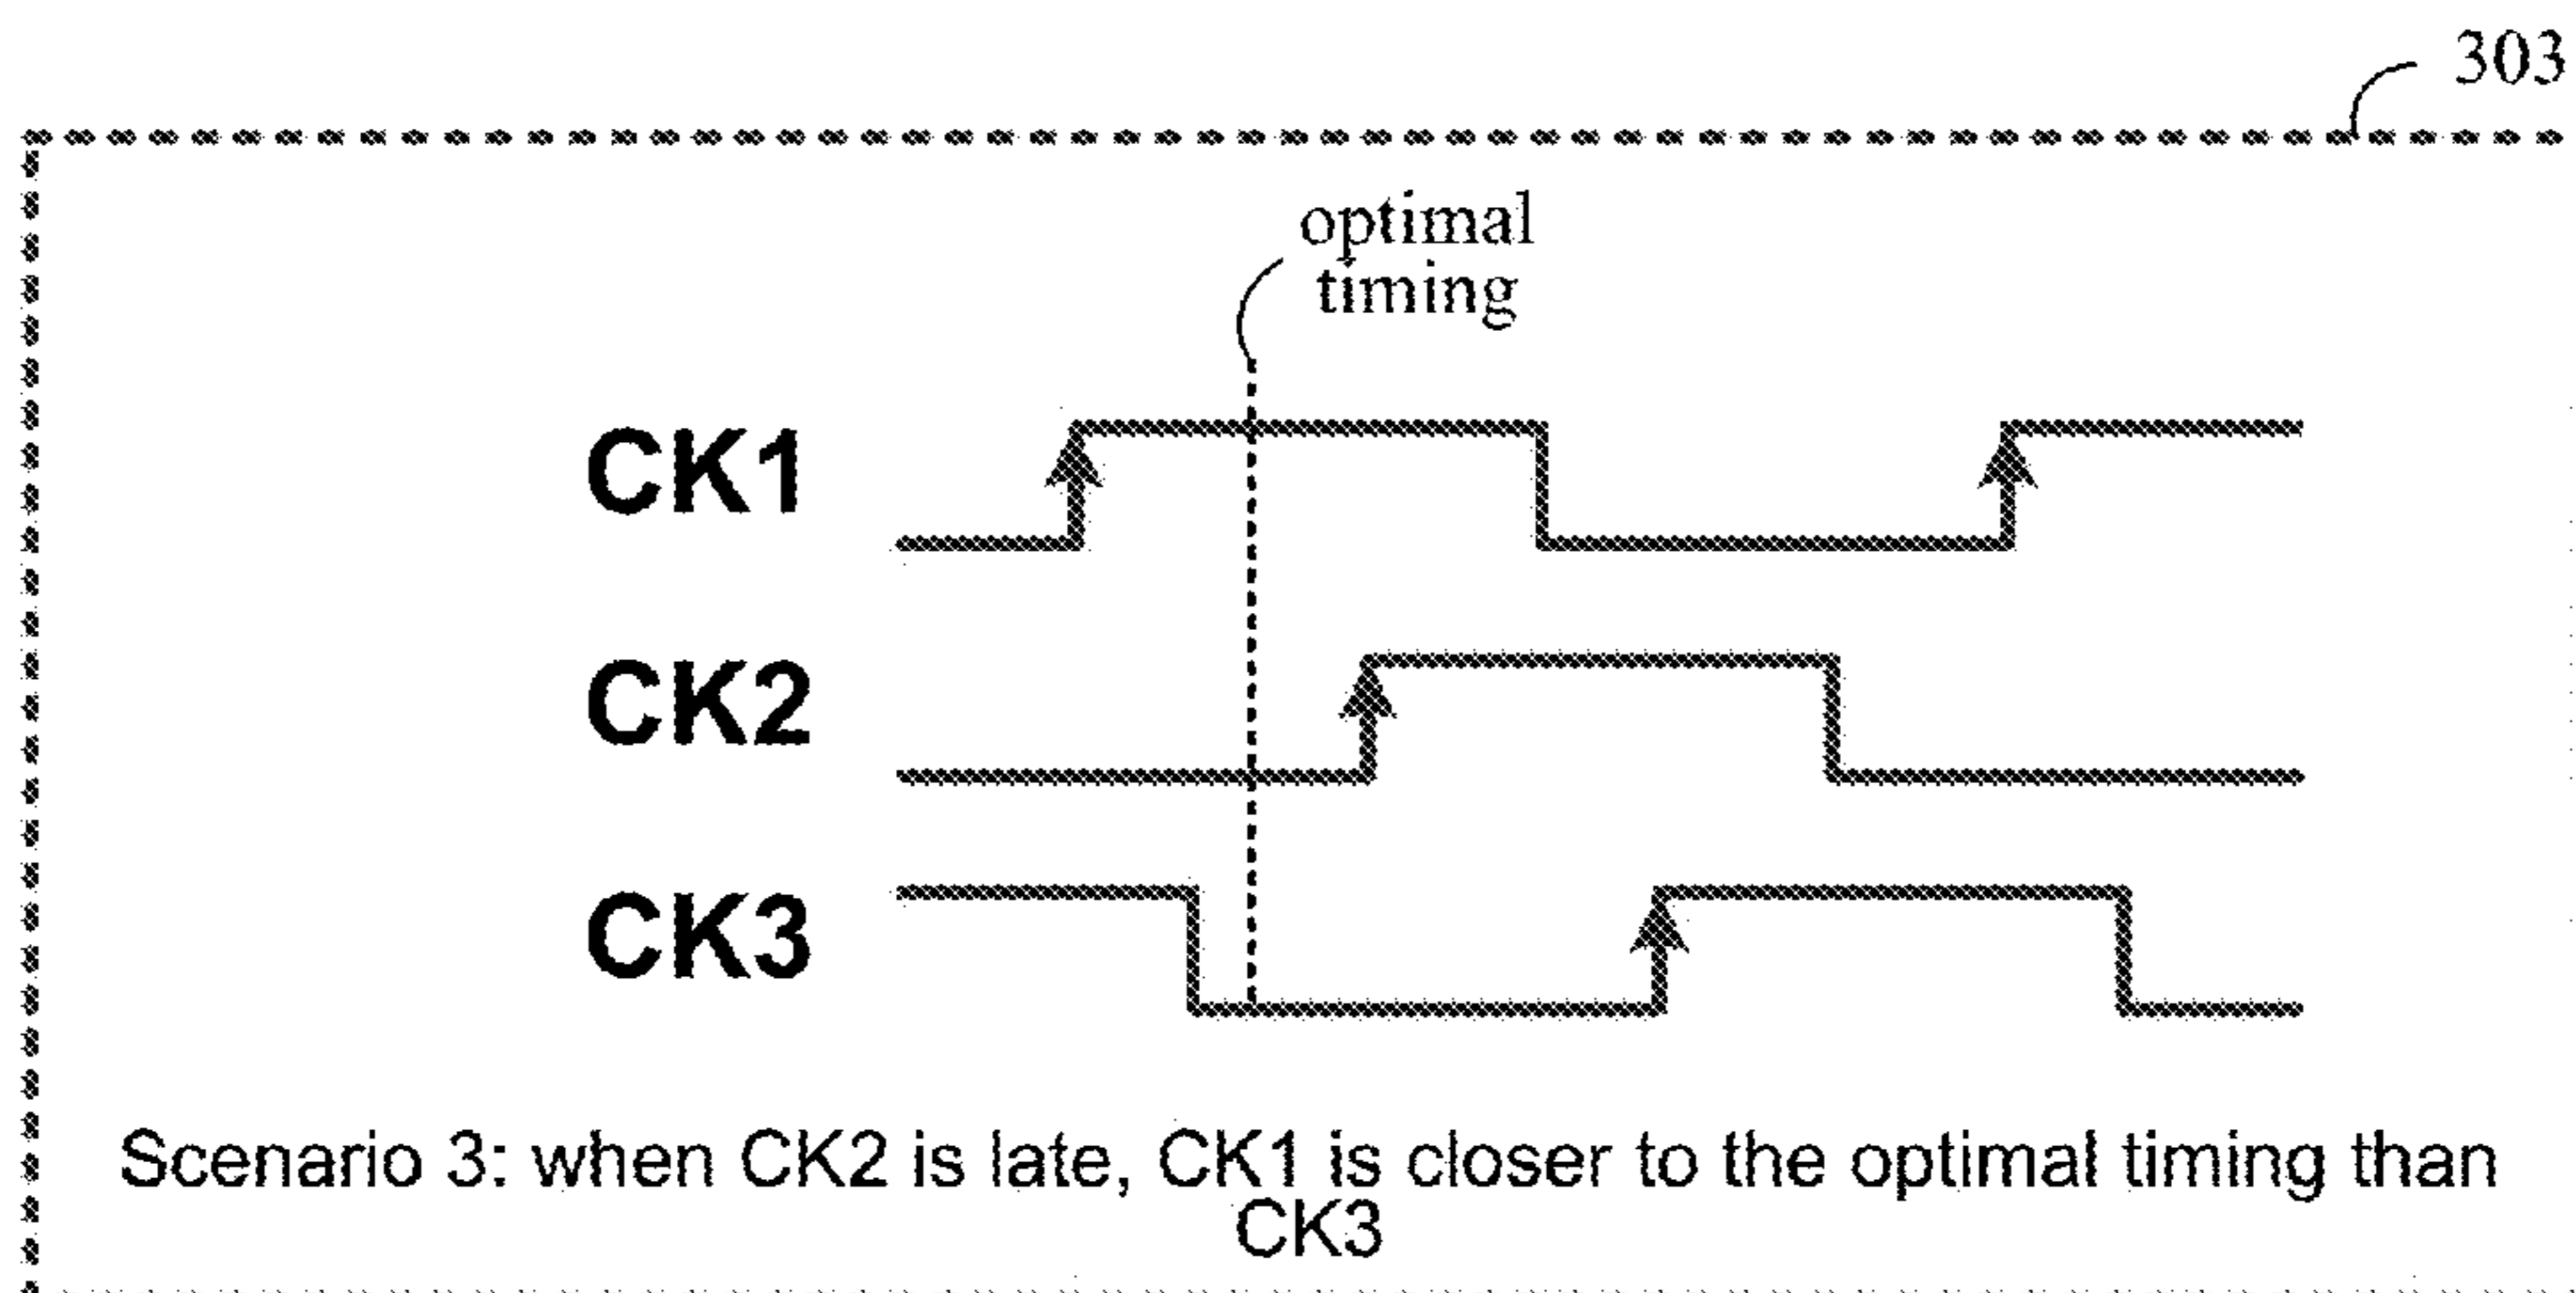 303
optimal
timing
CK1
CK2
CK3
Scenario 3: when CK2 is late, CK1 is closer to the optimal timing than
CK3